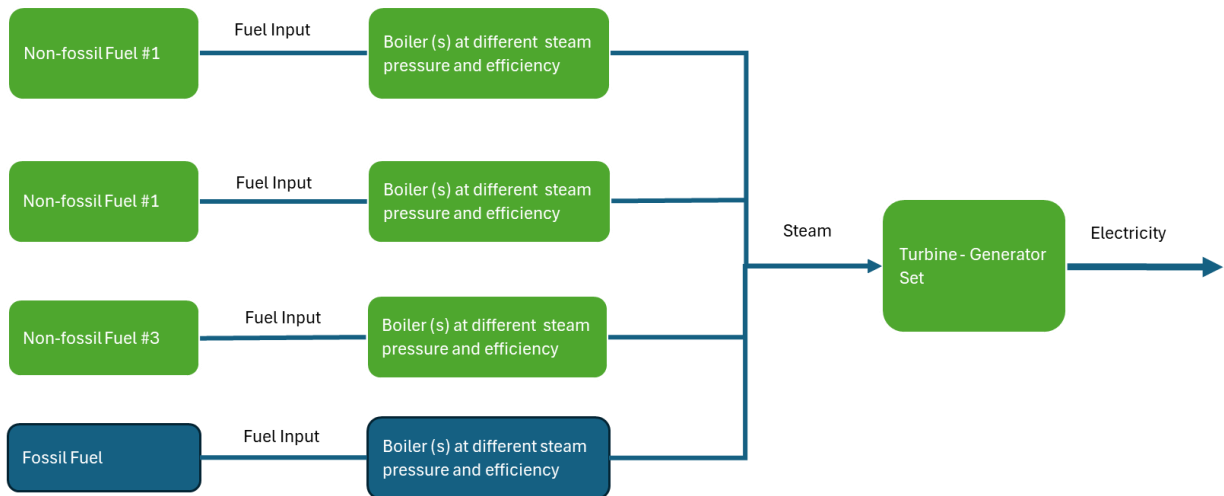 Non-fossil Fuel #1
Fuel Input
Boiler (s) at different steam
pressure and efficiency
Non-fossil Fuel #1
Fuel Input
Boiler (s) at different steam
pressure and efficiency
Steam
Turbine - Generator
Set
Electricity
Non-fossil Fuel #3
Fuel Input
Boiler (s) at different steam
pressure and efficiency
Fossil Fuel
Fuel Input
Boiler (s) at different steam
pressure and efficiency